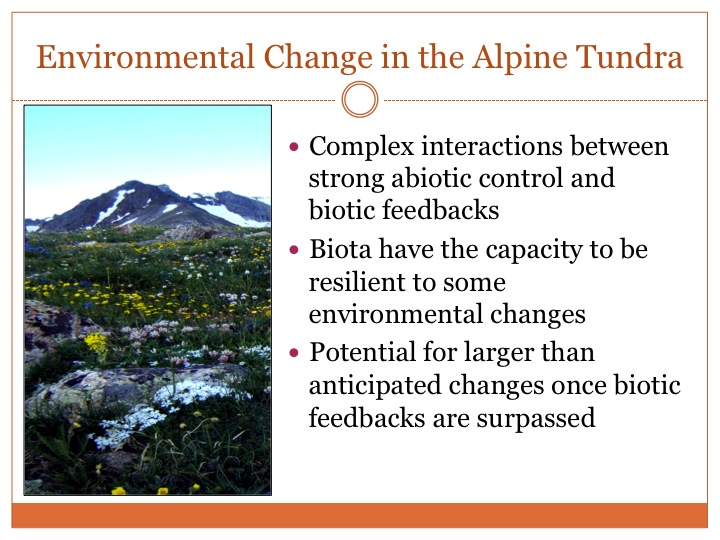 Environmental Change in the Alpine Tundra
• Complex interactions between
strong abiotic control and
biotic feedbacks
• Biota have the capacity to be
resilient to some
environmental changes
• Potential for larger than
anticipated changes once biotic
feedbacks are surpassed